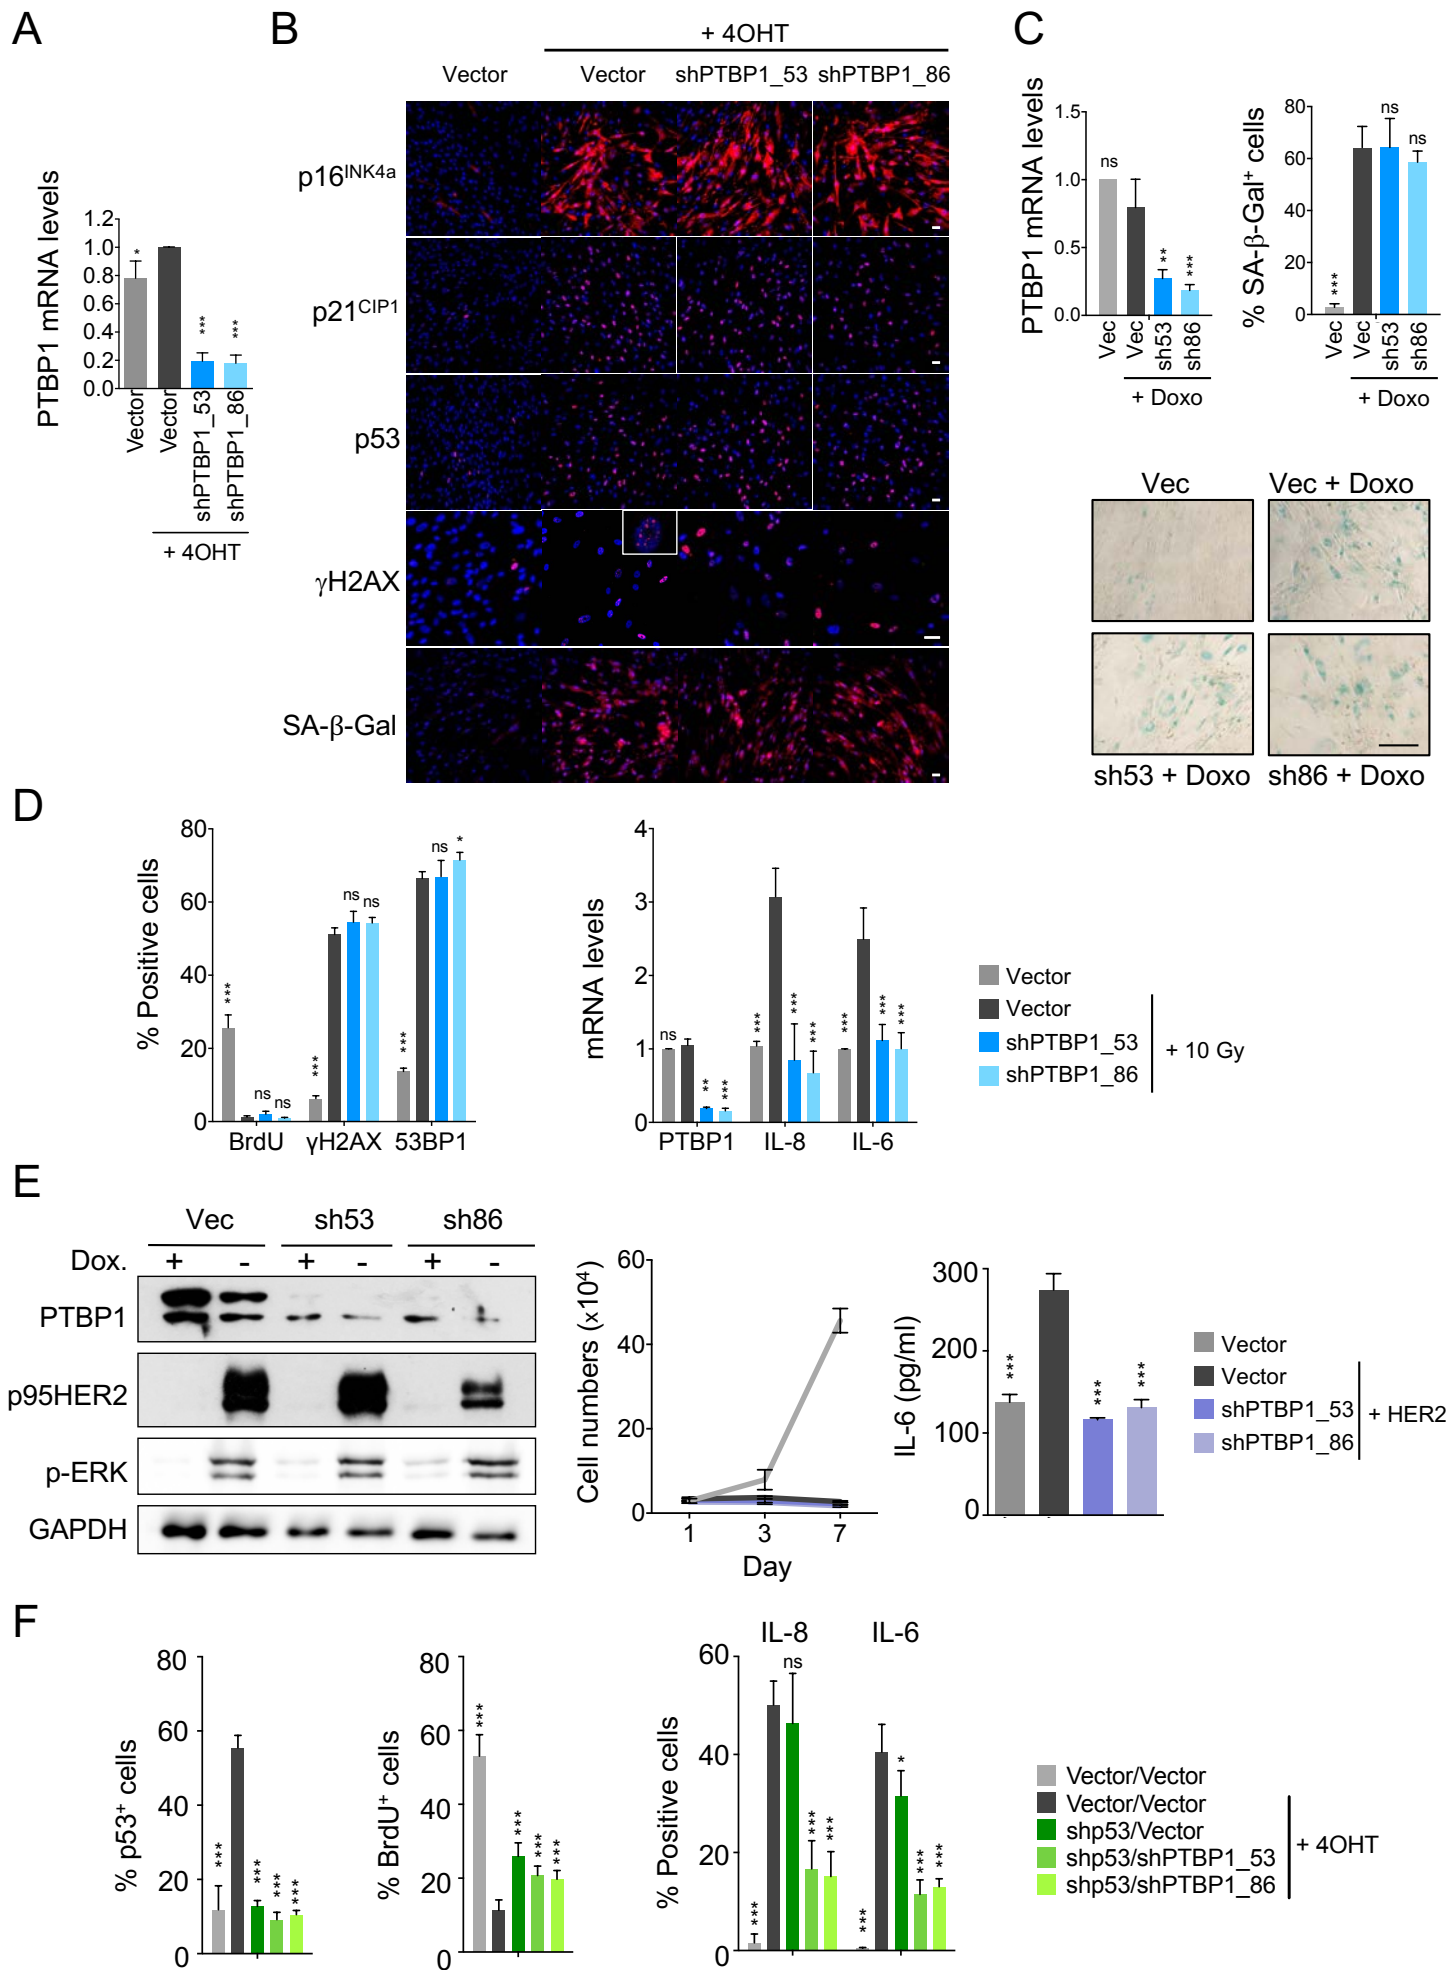 A
PTBP1 mRNA levels
1.2
1.0
0.8
0.6
0.4
0.2
0.0
*
***
***
Vector
Vector
shPTBP1_53
shPTBP1_86
+ 4OHT
B
+ 4OHT
Vector
Vector
shPTBP1_53
shPTBP1_86
p16INK4a
p21CIP1
p53
γH2AX
SA-β-Gal
C
PTBP1 mRNA levels
1.5
1.0
0.5
0.0
ns
**
***
Vec
Vec
sh53
sh86
+ Doxo
% SA-β-Gal+ cells
80
60
40
20
0
***
ns
ns
Vec
Vec
sh53
sh86
+ Doxo
Vec
Vec + Doxo
sh53 + Doxo
sh86 + Doxo
D
% Positive cells
80
60
40
20
0
***
ns
ns
***
ns
ns
***
ns
*
BrdU
γH2AX
53BP1
mRNA levels
4
3
2
1
0
ns
**
***
***
***
***
***
***
***
PTBP1
IL-8
IL-6
Vector
Vector
shPTBP1_53
shPTBP1_86
+ 10 Gy
E
Vec
sh53
sh86
Dox.
+
-
+
-
+
-
PTBP1
p95HER2
p-ERK
GAPDH
Cell numbers (x10⁴)
60
40
20
0
1
3
7
Day
IL-6 (pg/ml)
300
200
100
0
***
***
***
Vector
Vector
shPTBP1_53
shPTBP1_86
+ HER2
F
% p53+ cells
80
60
40
20
0
***
***
***
***
% BrdU+ cells
80
60
40
20
0
***
***
***
***
IL-8
IL-6
% Positive cells
60
40
20
0
***
ns
***
***
***
*
***
***
Vector/Vector
Vector/Vector
shp53/Vector
shp53/shPTBP1_53
shp53/shPTBP1_86
+ 4OHT